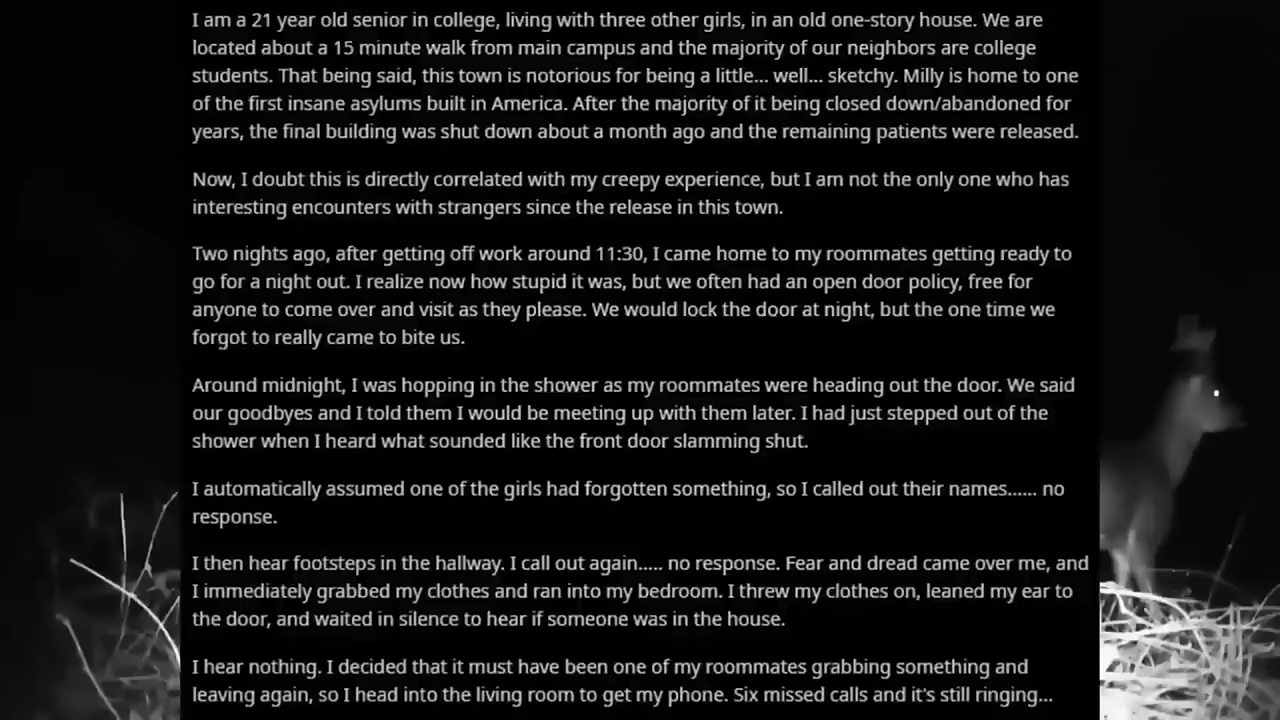 I am a 21 year old senior in college, living with three other girls, in an old one-story house. We are
located about a 15 minute walk from main campus and the majority of our neighbors are college
students. That being said, this town is notorious for being a little... well... sketchy. Milly is home to one
of the first insane asylums built in America. After the majority of it being closed down/abandoned for
years, the final building was shut down about a month ago and the remaining patients were released.
Now, I doubt this is directly correlated with my creepy experience, but I am not the only one who has
interesting encounters with strangers since the release in this town.
Two nights ago, after getting off work around 11:30, I came home to my roommates getting ready to
go for a night out. I realize now how stupid it was, but we often had an open door policy, free for
anyone to come over and visit as they please. We would lock the door at night, but the one time we
forgot to really came to bite us.
Around midnight, I was hopping in the shower as my roommates were heading out the door. We said
our goodbyes and I told them I would be meeting up with them later. I had just stepped out of the
shower when I heard what sounded like the front door slamming shut.
I automatically assumed one of the girls had forgotten something, so I called out their names...... no
response.
I then hear footsteps in the hallway. I call out again..... no response. Fear and dread came over me, and
I immediately grabbed my clothes and ran into my bedroom. I threw my clothes on, leaned my ear to
the door, and waited in silence to hear if someone was in the house.
I hear nothing. I decided that it must have been one of my roommates grabbing something and
leaving again, so I head into the living room to get my phone. Six missed calls and it's still ringing...